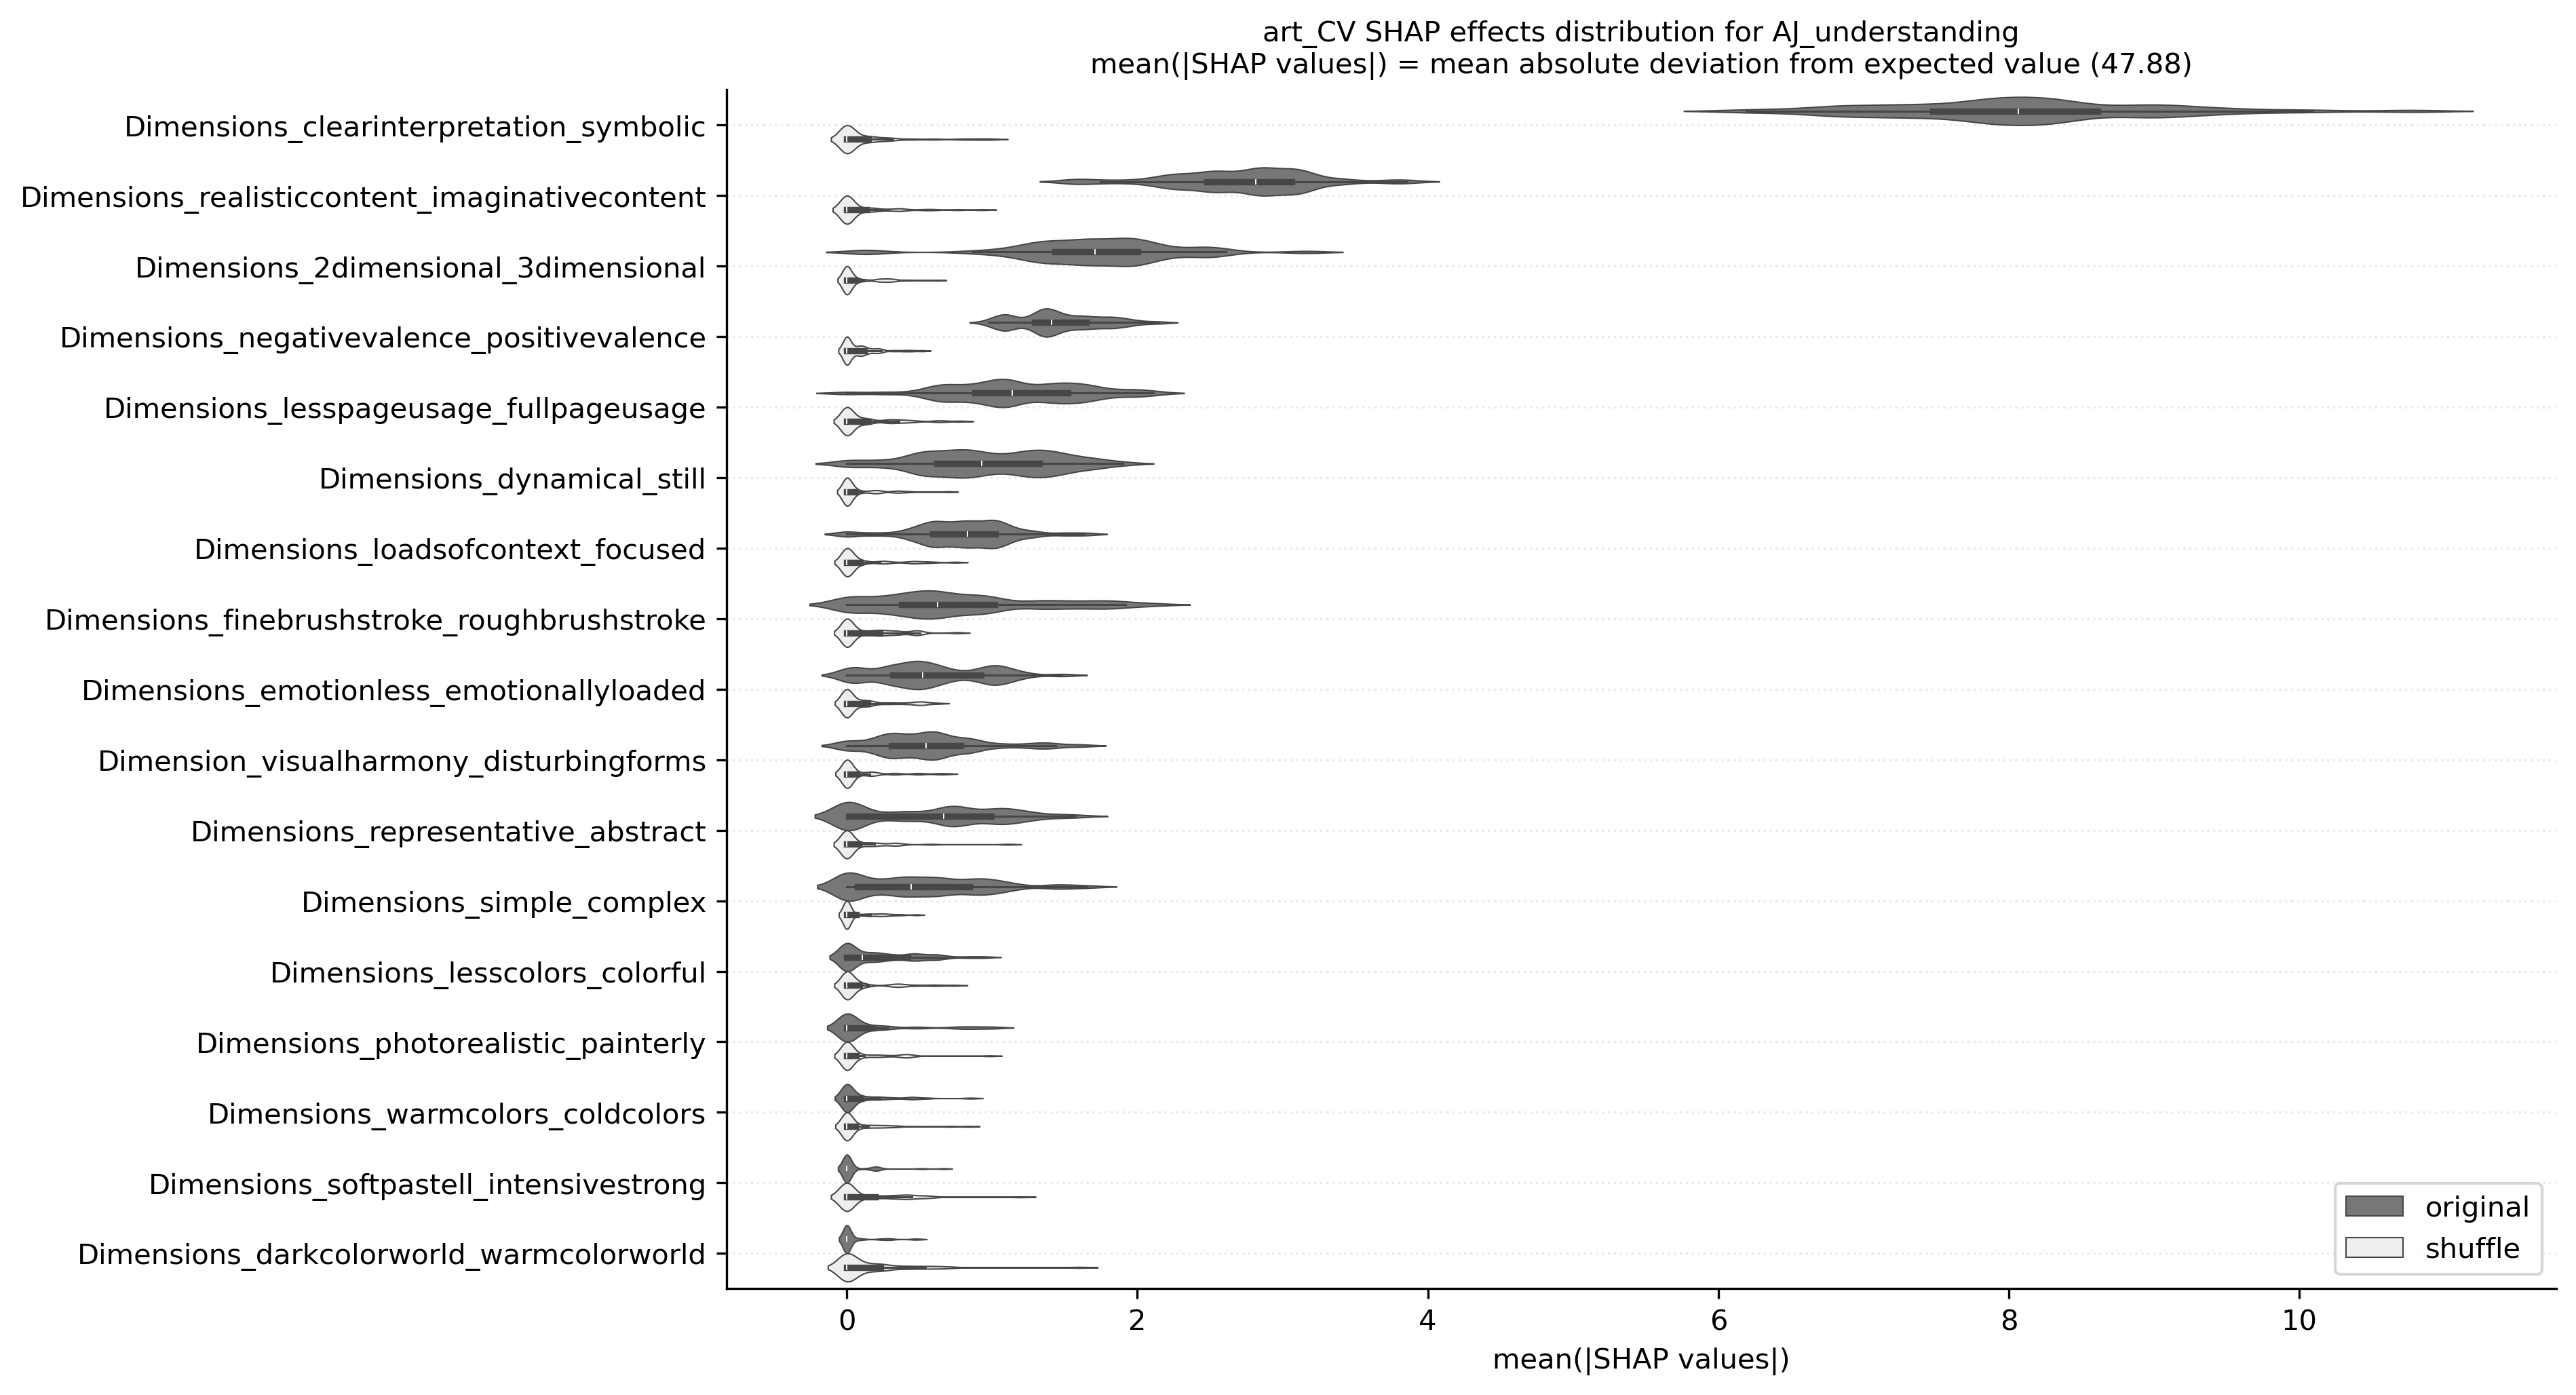 art_CV SHAP effects distribution for AJ_understanding
mean(|SHAP values|) = mean absolute deviation from expected value (47.88)
Dimensions_clearinterpretation_symbolic
Dimensions_realisticcontent_imaginativecontent
Dimensions_2dimensional_3dimensional
Dimensions_negativevalence_positivevalence
Dimensions_lesspageusage_fullpageusage
Dimensions_dynamical_still
Dimensions_loadsofcontext_focused
Dimensions_finebrushstroke_roughbrushstroke
Dimensions_emotionless_emotionallyloaded
Dimension_visualharmony_disturbingforms
Dimensions_representative_abstract
Dimensions_simple_complex
Dimensions_lesscolors_colorful
Dimensions_photorealistic_painterly
Dimensions_warmcolors_coldcolors
Dimensions_softpastell_intensivestrong
Dimensions_darkcolorworld_warmcolorworld
original
shuffle
0 2 4 6 8 10
mean(|SHAP values|)